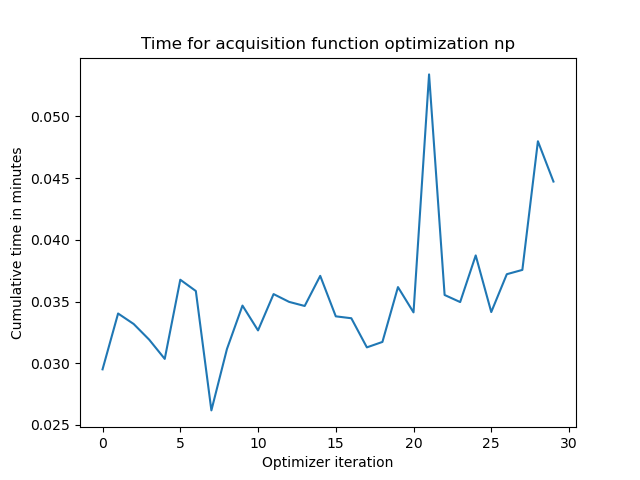 Time for acquisition function optimization np
Cumulative time in minutes
0.050
0.045
0.040
0.035
0.030
0.025
0 5 10 15 20 25 30
Optimizer iteration